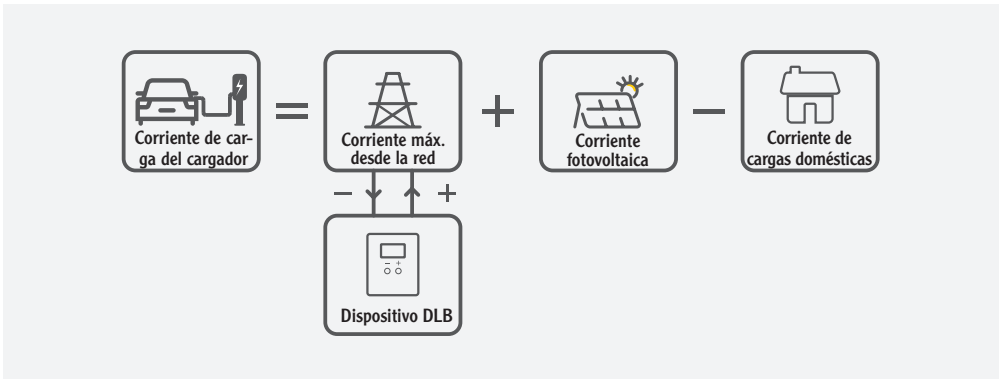 Corriente de car-
ga del cargador
=
Corriente máx.
desde la red
+
Corriente
fotovoltaica
−
Corriente de
cargas domésticas
− +
− +
Dispositivo DLB